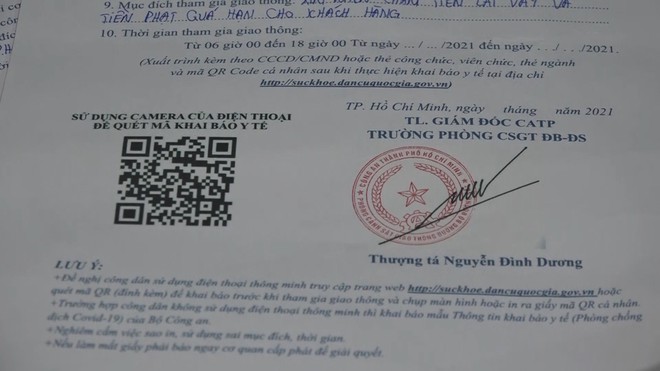 9. Mục đích tham gia giao thông:
TIỀN PHẠT QUÁ HẠN CHO KHÁCH HÀNG
10. Thời gian tham gia giao thông:
Từ 06 giờ 00 đến 18 giờ 00 Từ ngày ... / ... /2021 đến ngày ... / ... /2021.
(Xuất trình kèm theo CCCD/CMND hoặc thẻ công chức, viên chức, thẻ ngành
và mã QR Code cá nhân sau khi thực hiện khai báo y tế tại địa chỉ
http://suckhoe.dancuquocgia.gov.vn)
TP. Hồ Chí Minh, ngày tháng năm 2021
SỬ DỤNG CAMERA CỦA ĐIỆN THOẠI
ĐỂ QUÉT MÃ KHAI BÁO Y TẾ
TL. GIÁM ĐỐC CATP
TRƯỞNG PHÒNG CSGT ĐB-ĐS
CÔNG AN THÀNH PHỐ HỒ CHÍ MINH
Thượng tá Nguyễn Đình Dương
LƯU Ý:
+Đề nghị công dân sử dụng điện thoại thông minh truy cập trang web http://suckhoe.dancuquocgia.gov.vn hoặc
quét mã QR (đính kèm) để khai báo trước khi tham gia giao thông và chụp màn hình hoặc in ra giấy mã QR cá nhân.
+Trường hợp công dân không sử dụng điện thoại thông minh thì khai báo mẫu Thông tin khai báo y tế (Phòng chống
dịch Covid-19) của Bộ Công an.
+Nghiêm cấm việc sao in, sử dụng sai mục đích, thời gian.
+Nếu làm mất giấy phải báo ngay cơ quan cấp phát để giải quyết.